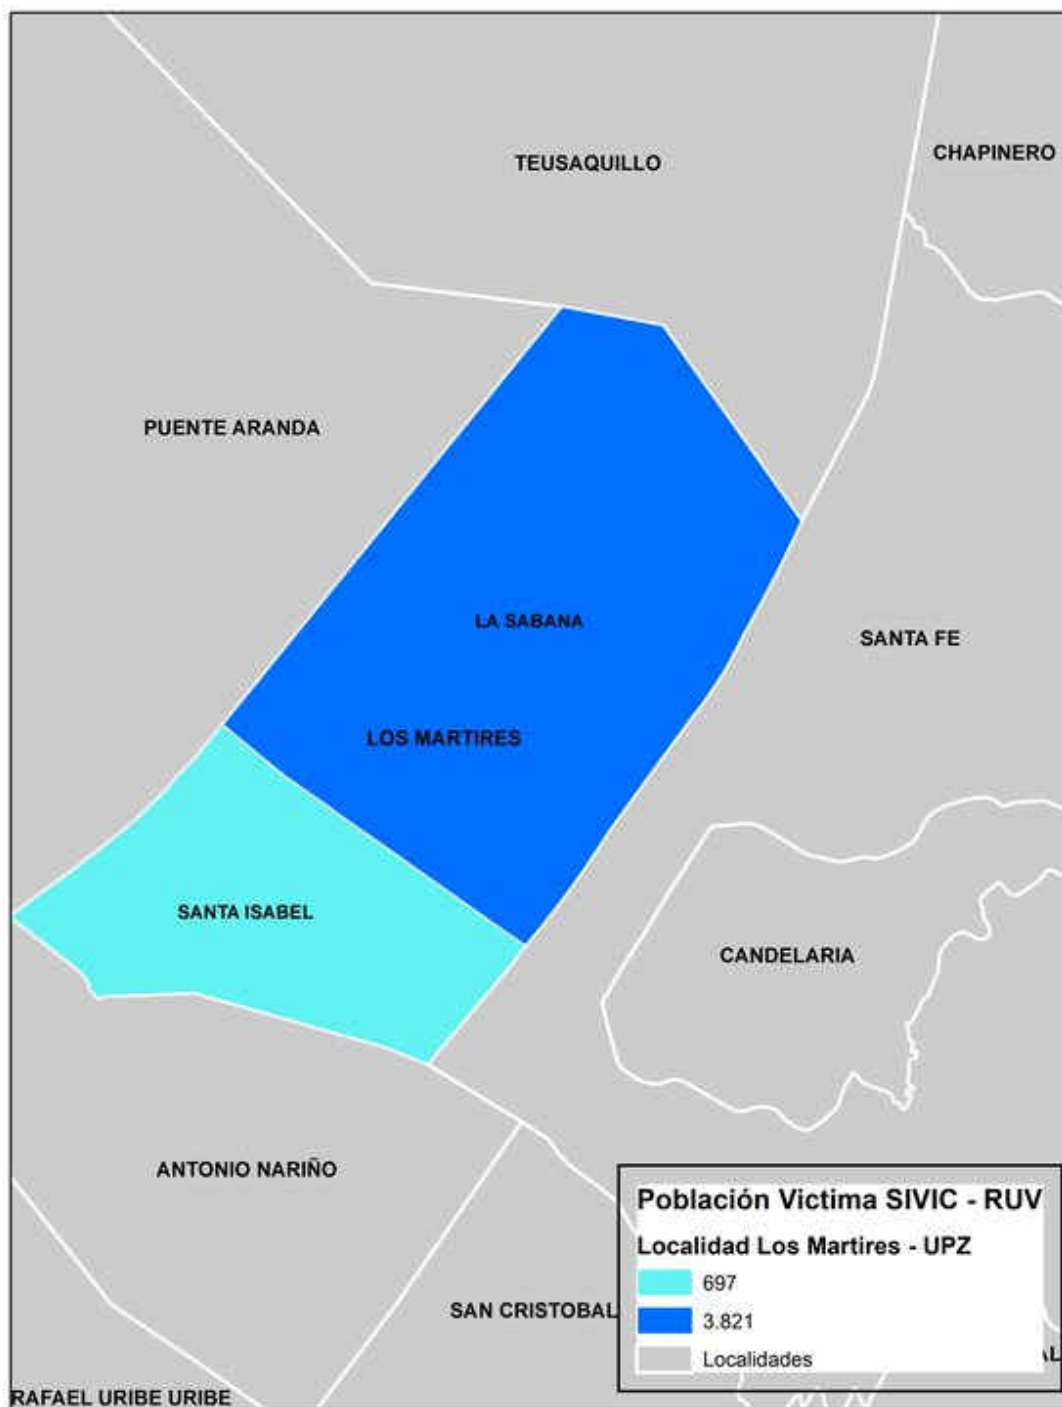 TEUSAQUILLO
CHAPINERO
PUENTE ARANDA
LA SABANA
SANTA FE
LOS MARTIRES
SANTA ISABEL
CANDELARIA
ANTONIO NARIÑO
Población Victima SIVIC - RUV
Localidad Los Martires - UPZ
697
3.821
Localidades
SAN CRISTOBAL
AL
RAFAEL URIBE URIBE